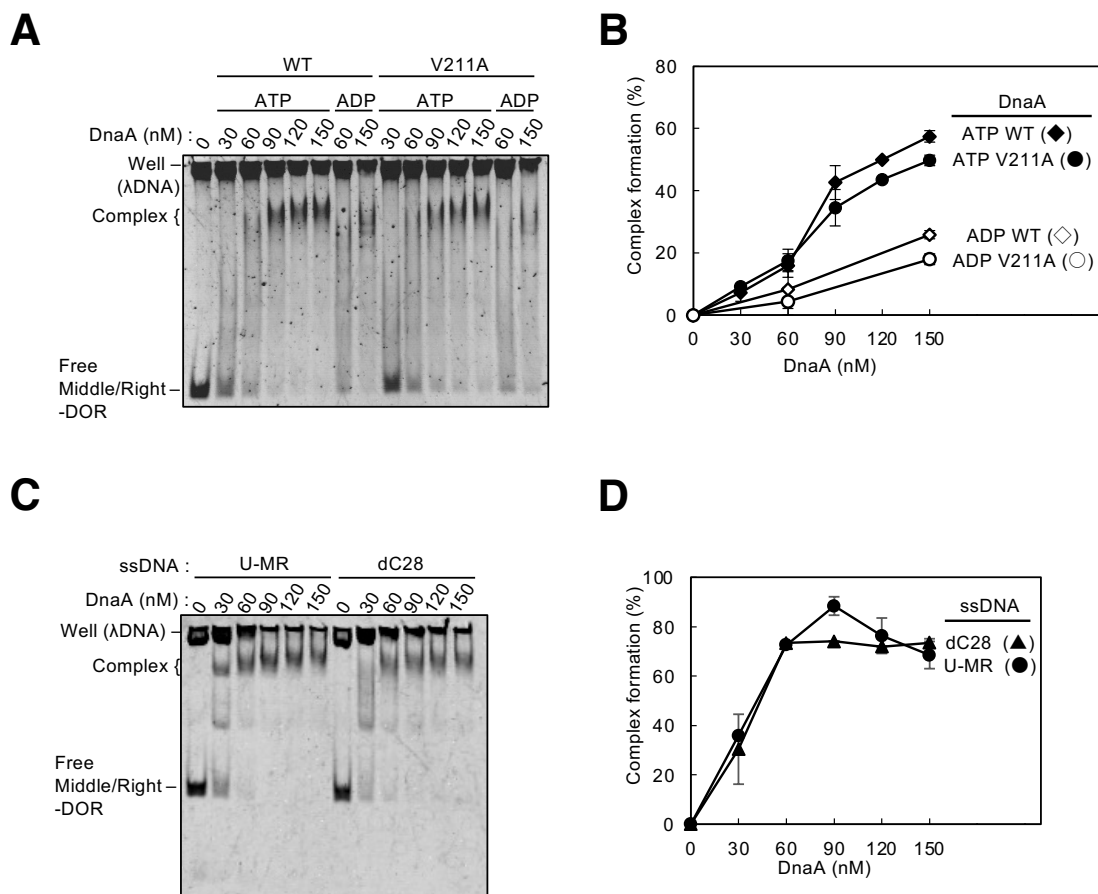 A
WT V211A
ATP ADP ATP ADP
DnaA (nM) : 0 30 60 90 120 150 60 150 30 60 90 120 150 60 150
Well
(λDNA)
Complex {
Free
Middle/Right
-DOR
B
80
60
40
20
0
Complex formation (%)
0 30 60 90 120 150
DnaA (nM)
DnaA
ATP WT (◆)
ATP V211A (●)
ADP WT (◇)
ADP V211A (○)
C
ssDNA : U-MR dC28
DnaA (nM) : 0 30 60 90 120 150 0 30 60 90 120 150
Well (λDNA)
Complex {
Free
Middle/Right
-DOR
D
100
80
60
40
20
0
Complex formation (%)
0 30 60 90 120 150
DnaA (nM)
ssDNA
dC28 (▲)
U-MR (●)